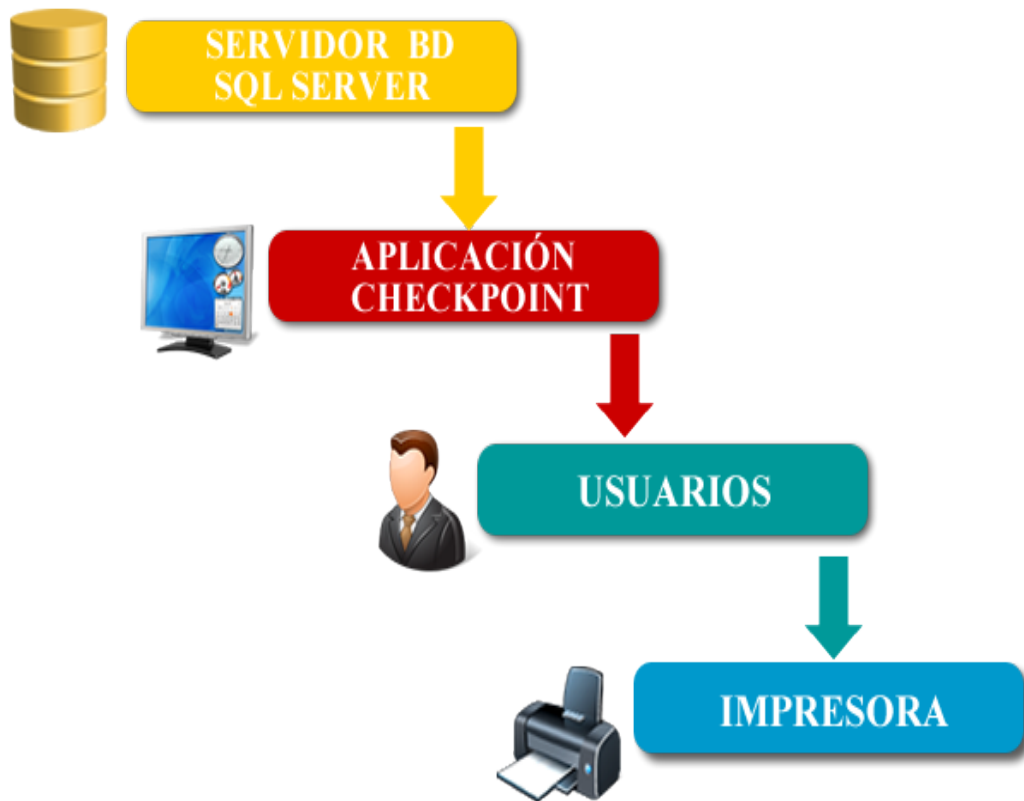 SERVIDOR BD
SQL SERVER
APLICACIÓN
CHECKPOINT
USUARIOS
IMPRESORA